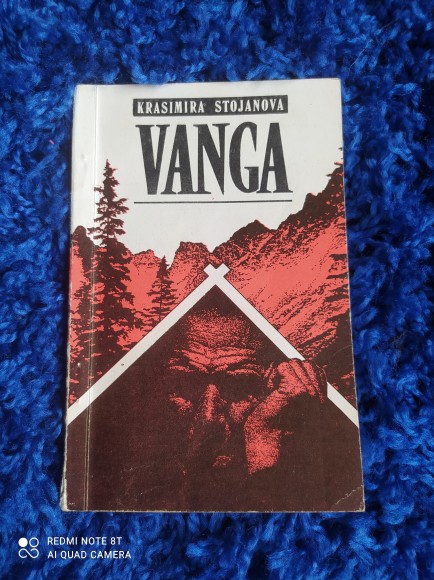 KRASIMIRA STOJANOVA
VANGA
REDMI NOTE 8T
AI QUAD CAMERA